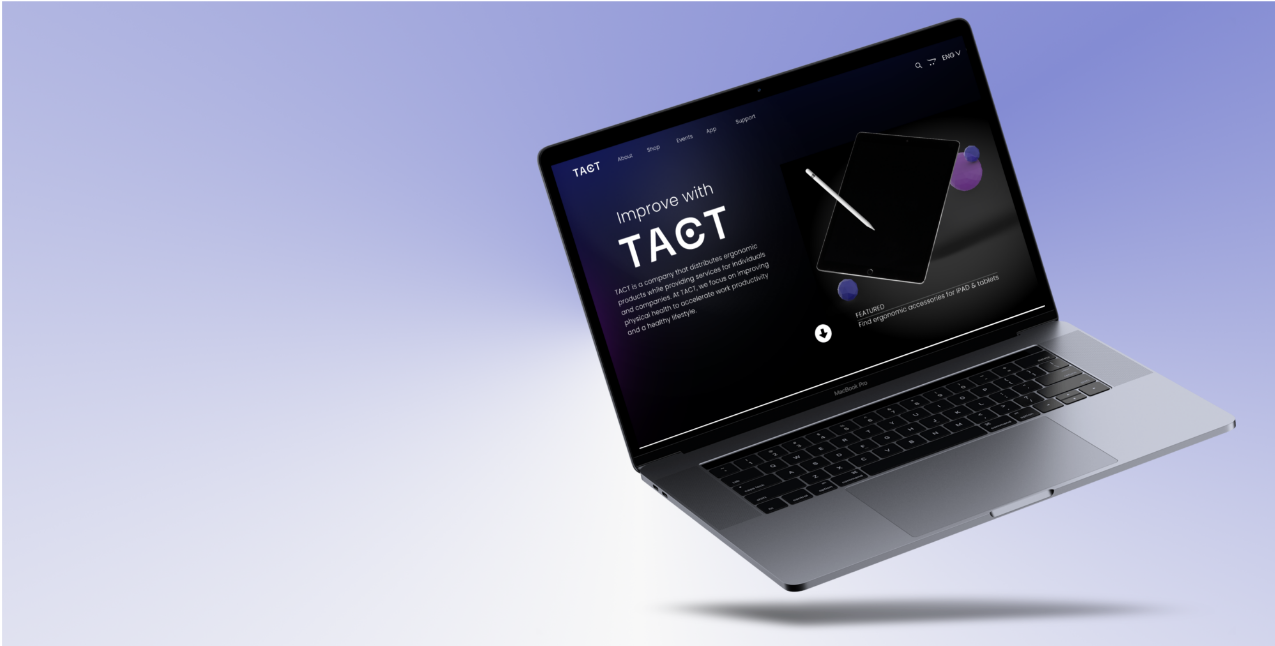 ENG
TACT
About
Shop
Events
App
Support
Improve with
TACT
TACT is a company that distributes ergonomic
products while providing services for individuals
and companies. At TACT, we focus on improving
physical health to accelerate work productivity
and a healthy lifestyle.
FEATURED
Find ergonomic accessories for iPAD & tablets
MacBook Pro